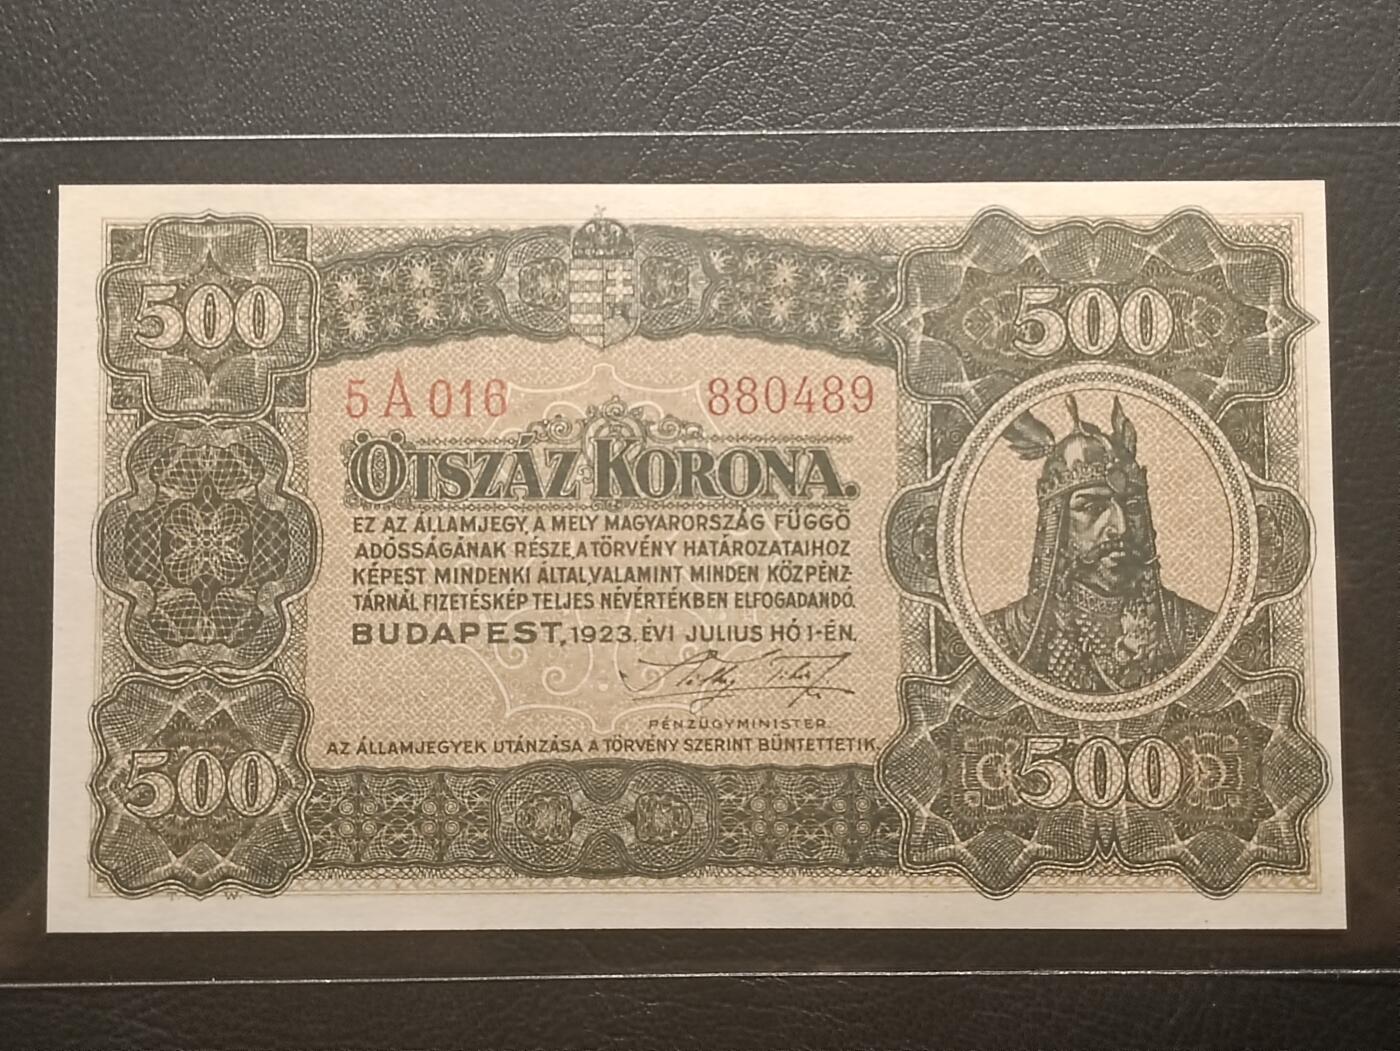 500
500
5 A 016 880489
ÖTSZÁZ KORONA.
EZ AZ ÁLLAMJEGY, A MELY MAGYARORSZÁG FÜGGŐ
ADÓSSÁGÁNAK RÉSZE, A TÖRVÉNY HATÁROZATAIHOZ
KÉPEST MINDENKI ÁLTAL, VALAMINT MINDEN KÖZPÉNZ-
TÁRNÁL FIZETÉSKÉP TELJES NÉVÉRTÉKBEN ELFOGADANDÓ.
BUDAPEST, 1923. ÉVI JULIUS HÓ 1-ÉN.
PÉNZÜGYMINISTER.
AZ ÁLLAMJEGYEK UTÁNZÁSA A TÖRVÉNY SZERINT BÜNTETTETIK.
500
500